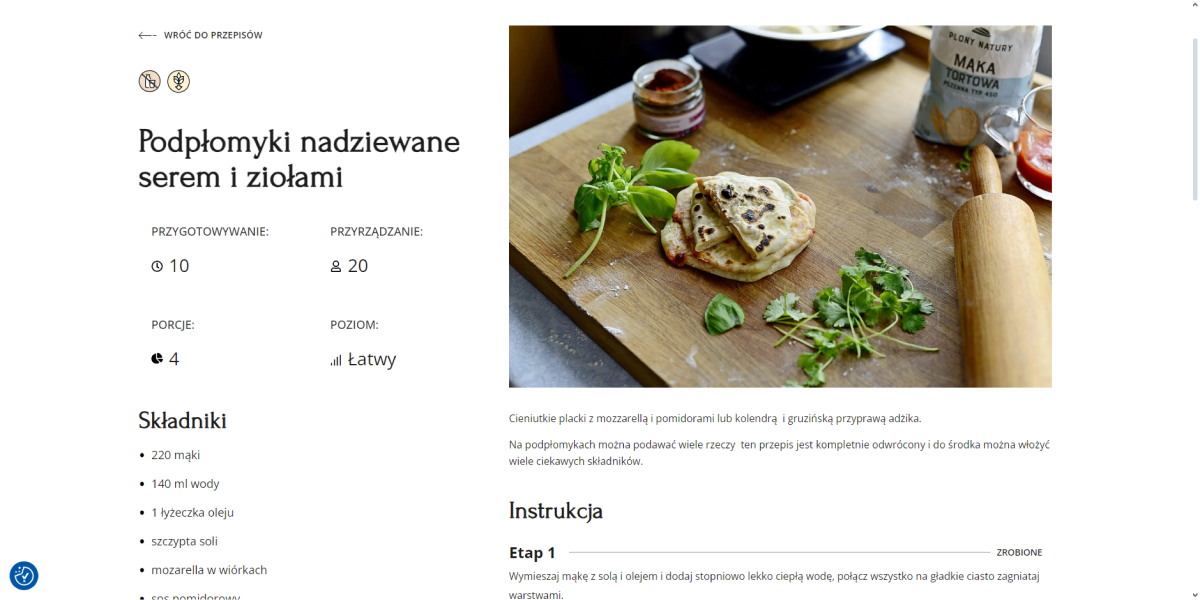 WRÓĆ DO PRZEPISÓW
Podpłomyki nadziewane
serem i ziołami
PRZYGOTOWYWANIE:
10
PRZYRZĄDZANIE:
20
PORCJE:
4
POZIOM:
Łatwy
Składniki
220 mąki
140 ml wody
1 łyżeczka oleju
szczypta soli
mozarella w wiórkach
sos pomidorowy
PLONY NATURY
MĄKA
TORTOWA
PSZENNA TYP 450
Cieniutkie placki z mozzarellą i pomidorami lub kolendrą i gruzińską przyprawą adżika.
Na podpłomykach można podawać wiele rzeczy ten przepis jest kompletnie odwrócony i do środka można włożyć
wiele ciekawych składników.
Instrukcja
Etap 1
ZROBIONE
Wymieszaj mąkę z solą i olejem i dodaj stopniowo lekko ciepłą wodę, połącz wszystko na gładkie ciasto zagniataj
warstwami.